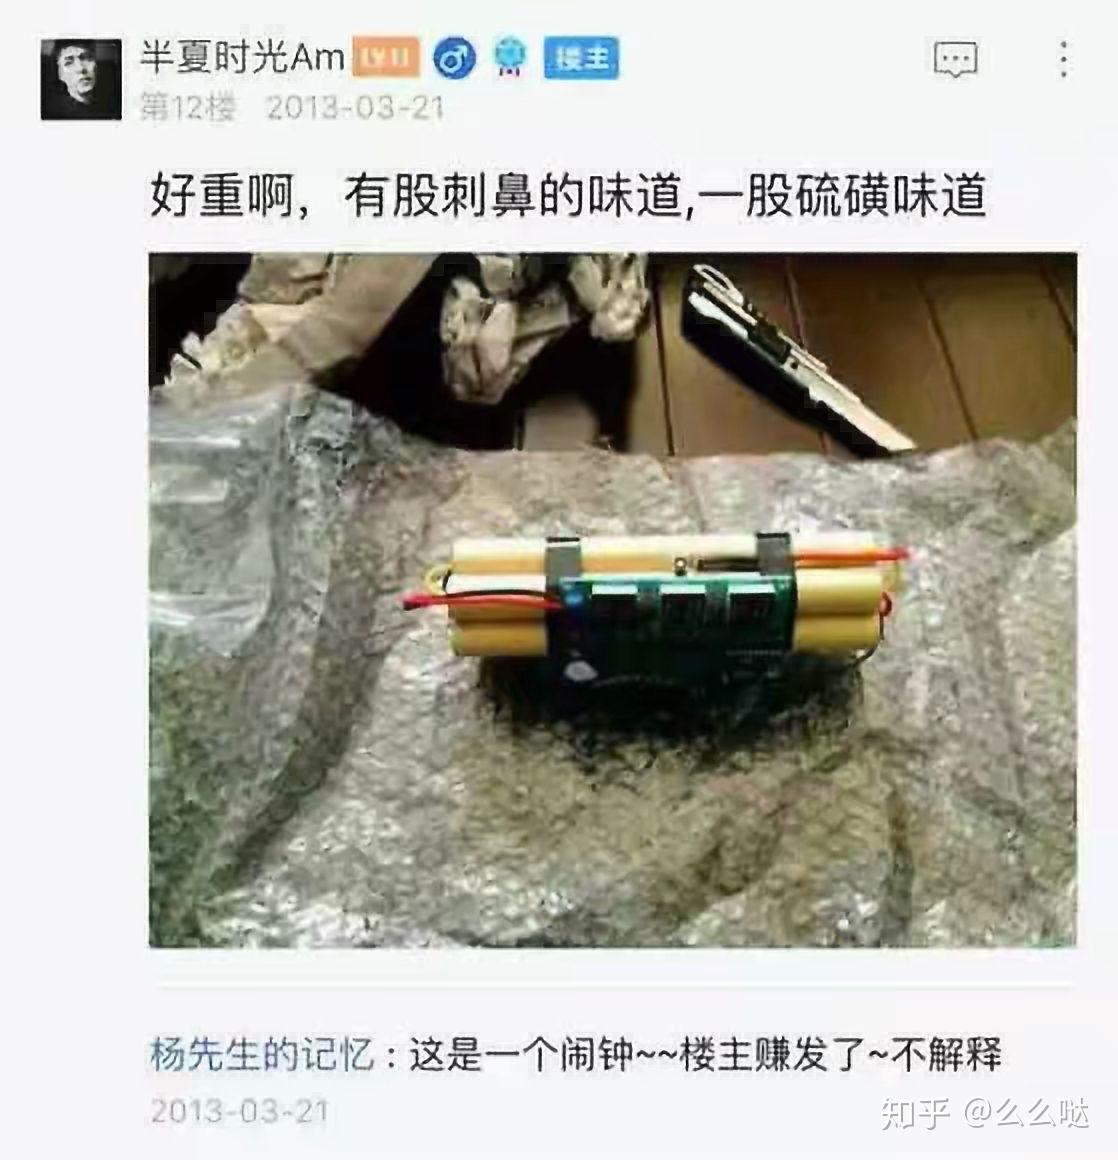 半夏时光Am LV11 楼主
第12楼 2013-03-21
好重啊，有股刺鼻的味道,一股硫磺味道
杨先生的记忆：这是一个闹钟~~楼主赚发了~不解释
2013-03-21
知乎 @么么哒